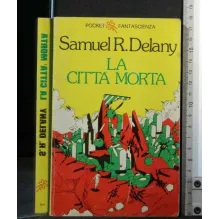 POCKET FANTASCIENZA
Samuel R. Delany
LA
CITTÀ MORTA
S. R. DELANY LA CITTÀ MORTA